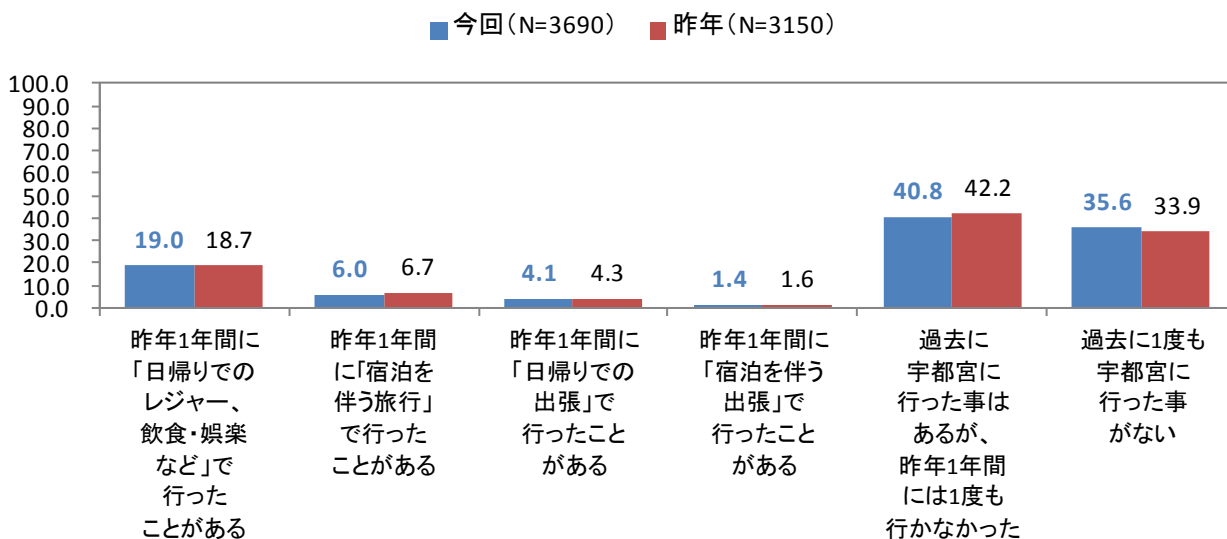 今回（N=3690） 昨年（N=3150）
100.0
90.0
80.0
70.0
60.0
50.0
40.0
30.0
20.0
10.0
0.0
19.0 18.7
6.0 6.7
4.1 4.3
1.4 1.6
40.8 42.2
35.6 33.9
昨年1年間に
「日帰りでの
レジャー、
飲食・娯楽
など」で
行った
ことがある
昨年1年間
に「宿泊を
伴う旅行」
で行った
ことがある
昨年1年間に
「日帰りでの
出張」で
行ったこと
がある
昨年1年間に
「宿泊を伴う
出張」で
行ったこと
がある
過去に
宇都宮に
行った事は
あるが、
昨年1年間
には1度も
行かなかった
過去に1度も
宇都宮に
行った事
がない